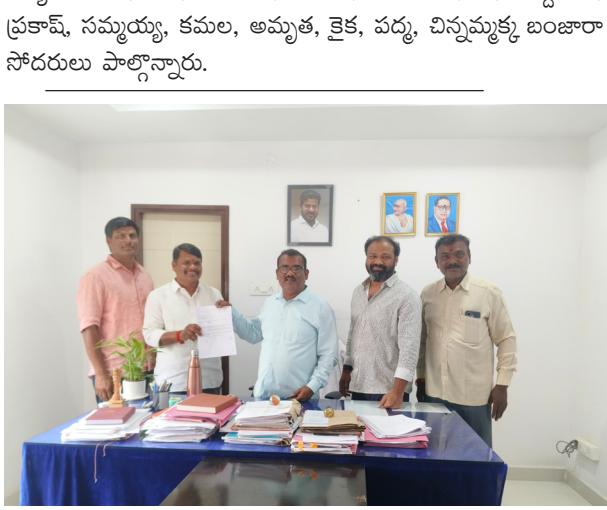 ప్రకాష్, సమ్మయ్య, కమల, అమృత, కైక, పద్మ, చిన్నమ్మక్క బంజారా
సోదరులు పాల్గొన్నారు.